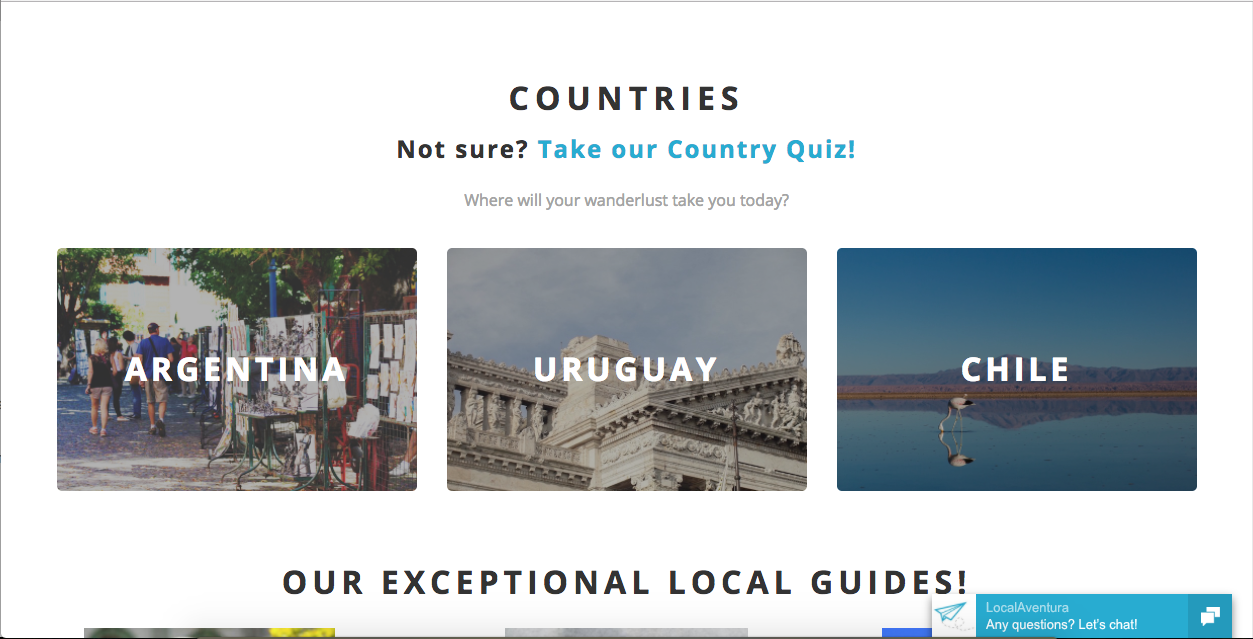 COUNTRIES
Not sure? Take our Country Quiz!
Where will your wanderlust take you today?
ARGENTINA
URUGUAY
CHILE
OUR EXCEPTIONAL LOCAL GUIDES!
LocalAventura
Any questions? Let's chat!